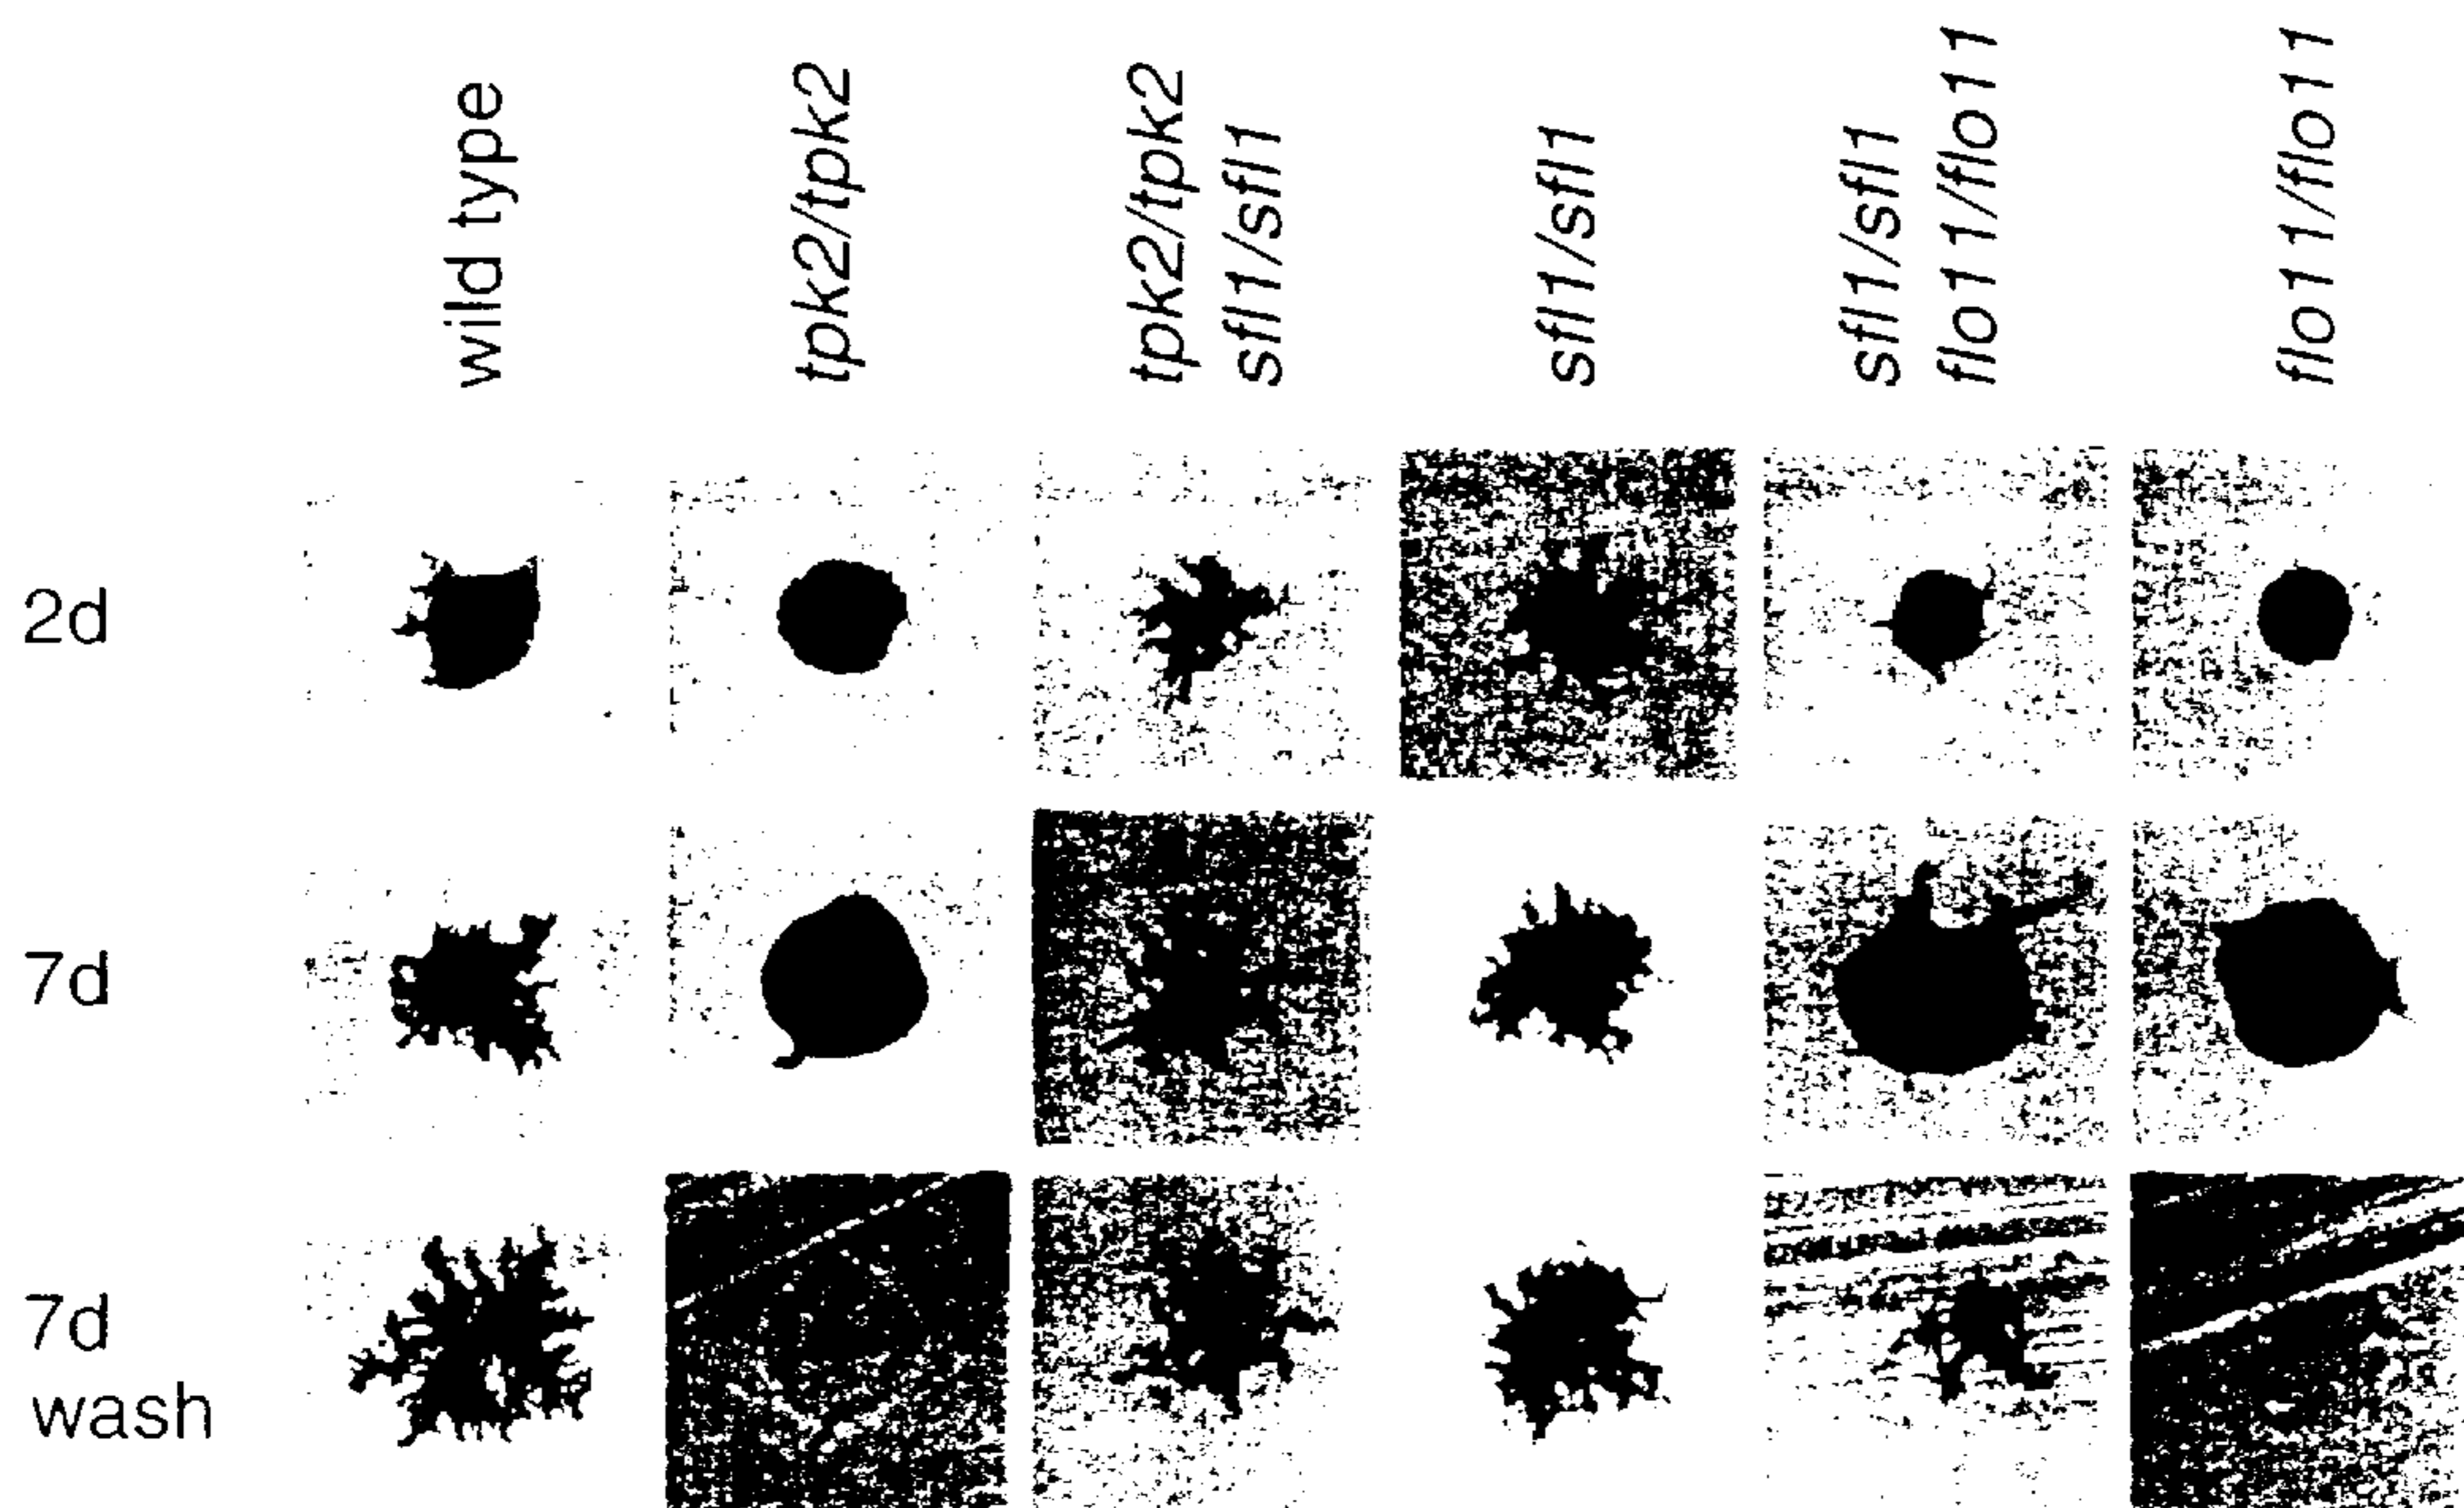 wild type
tpk2/tpk2
tpk2/tpk2
sfl1/sfl1
sfl1/sfl1
sfl1/sfl1
flo11/flo11
flo11/flo11
2d
7d
7d
wash